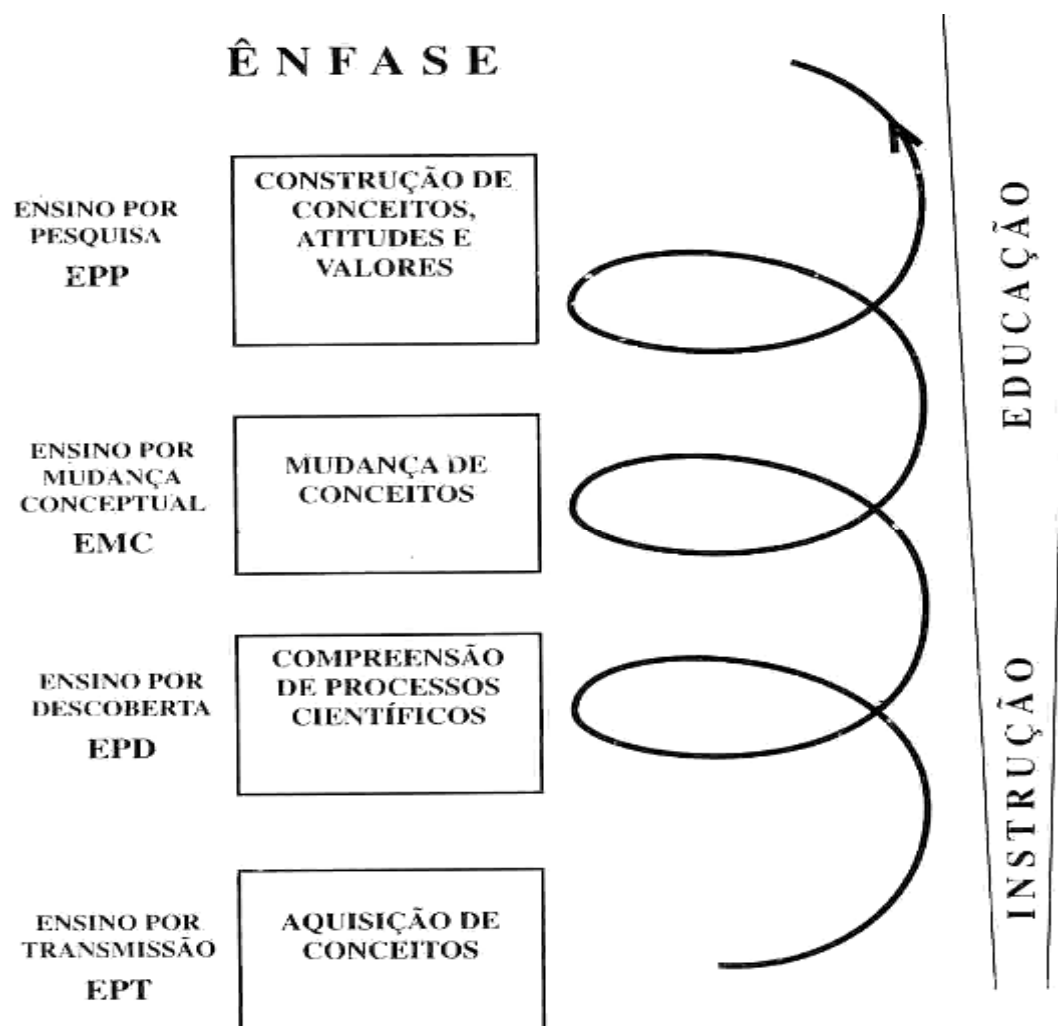 ÊNFASE
ENSINO POR
PESQUISA
EPP
CONSTRUÇÃO DE
CONCEITOS,
ATITUDES E
VALORES
ENSINO POR
MUDANÇA
CONCEPTUAL
EMC
MUDANÇA DE
CONCEITOS
ENSINO POR
DESCOBERTA
EPD
COMPREENSÃO
DE PROCESSOS
CIENTÍFICOS
ENSINO POR
TRANSMISSÃO
EPT
AQUISIÇÃO DE
CONCEITOS
EDUCAÇÃO
INSTRUÇÃO